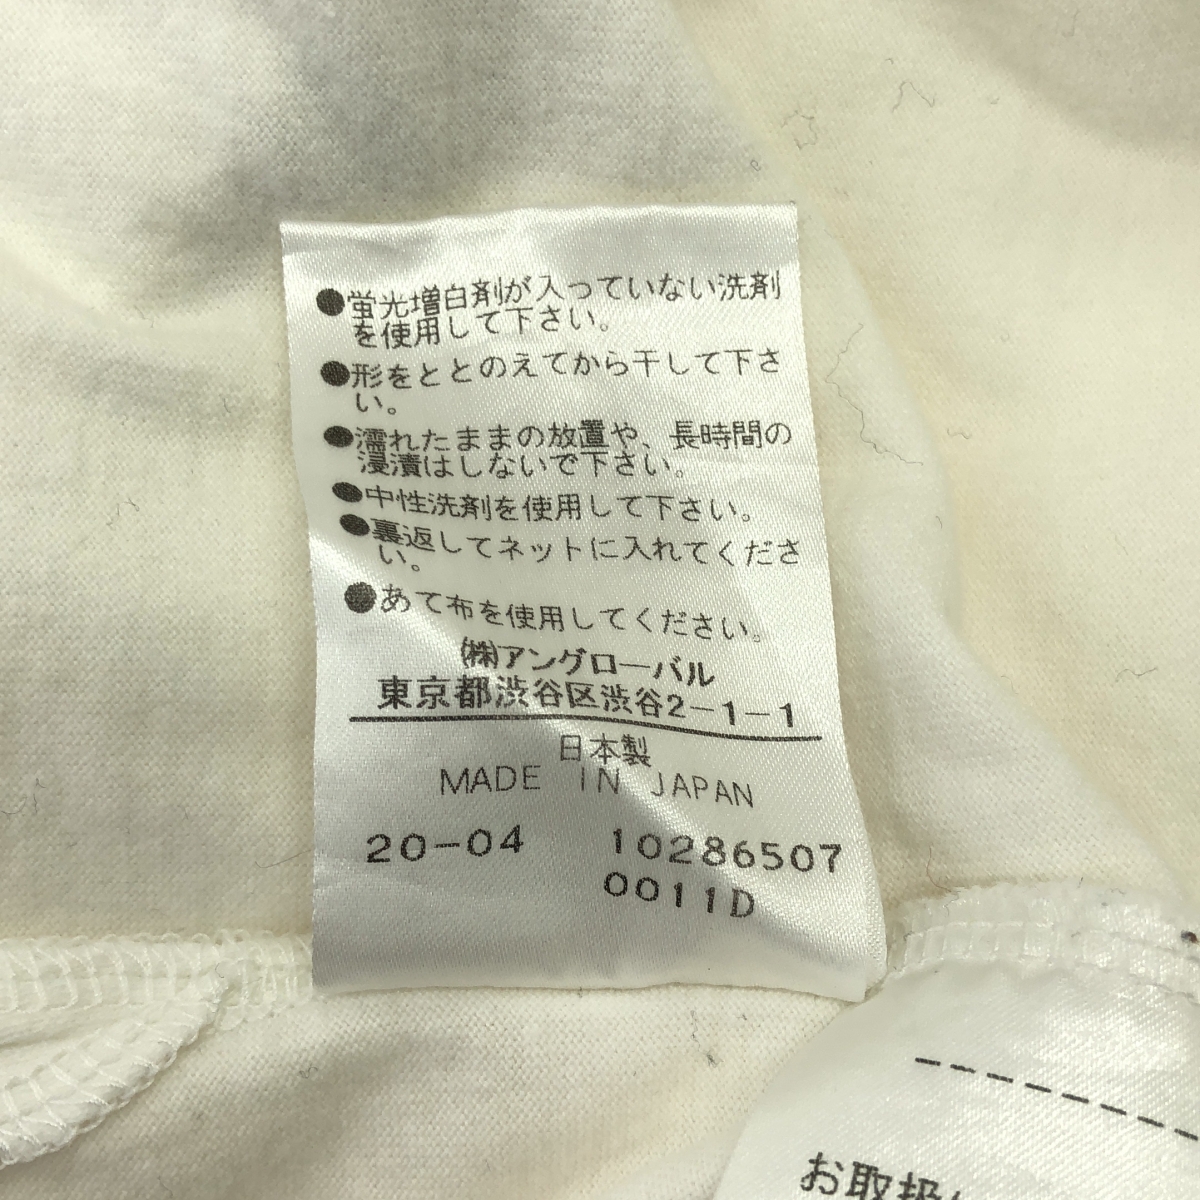 ●蛍光増白剤が入っていない洗剤
を使用して下さい。
●形をととのえてから干して下さ
い。
●濡れたままの放置や、長時間の
浸漬はしないで下さい。
●中性洗剤を使用して下さい。
●裏返してネットに入れてくださ
い。
●あて布を使用してください。
㈱アングローバル
東京都渋谷区渋谷2-1-1
日本製
MADE IN JAPAN
20-04 10286507
0011D
お取扱い